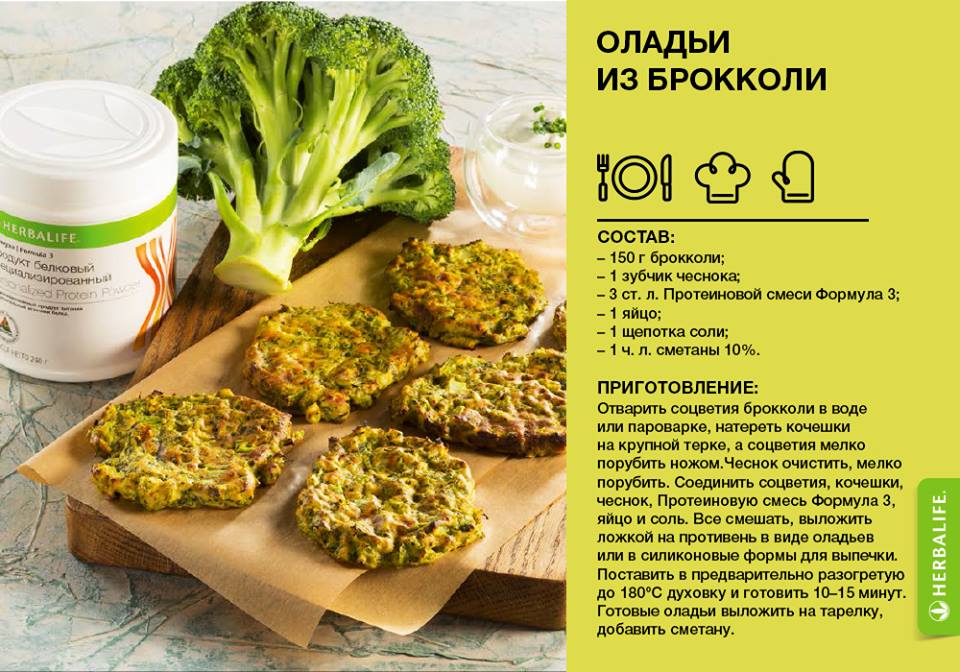 ОЛАДЬИ
ИЗ БРОККОЛИ
СОСТАВ:
– 150 г брокколи;
– 1 зубчик чеснока;
– 3 ст. л. Протеиновой смеси Формула 3;
– 1 яйцо;
– 1 щепотка соли;
– 1 ч. л. сметаны 10%.
ПРИГОТОВЛЕНИЕ:
Отварить соцветия брокколи в воде
или пароварке, натереть кочешки
на крупной терке, а соцветия мелко
порубить ножом.Чеснок очистить, мелко
порубить. Соединить соцветия, кочешки,
чеснок, Протеиновую смесь Формула 3,
яйцо и соль. Все смешать, выложить
ложкой на противень в виде оладьев
или в силиконовые формы для выпечки.
Поставить в предварительно разогретую
до 180°С духовку и готовить 10–15 минут.
Готовые оладьи выложить на тарелку,
добавить сметану.
HERBALIFE.
HERBALIFE
| Formula 3
белковый
Protein Powder